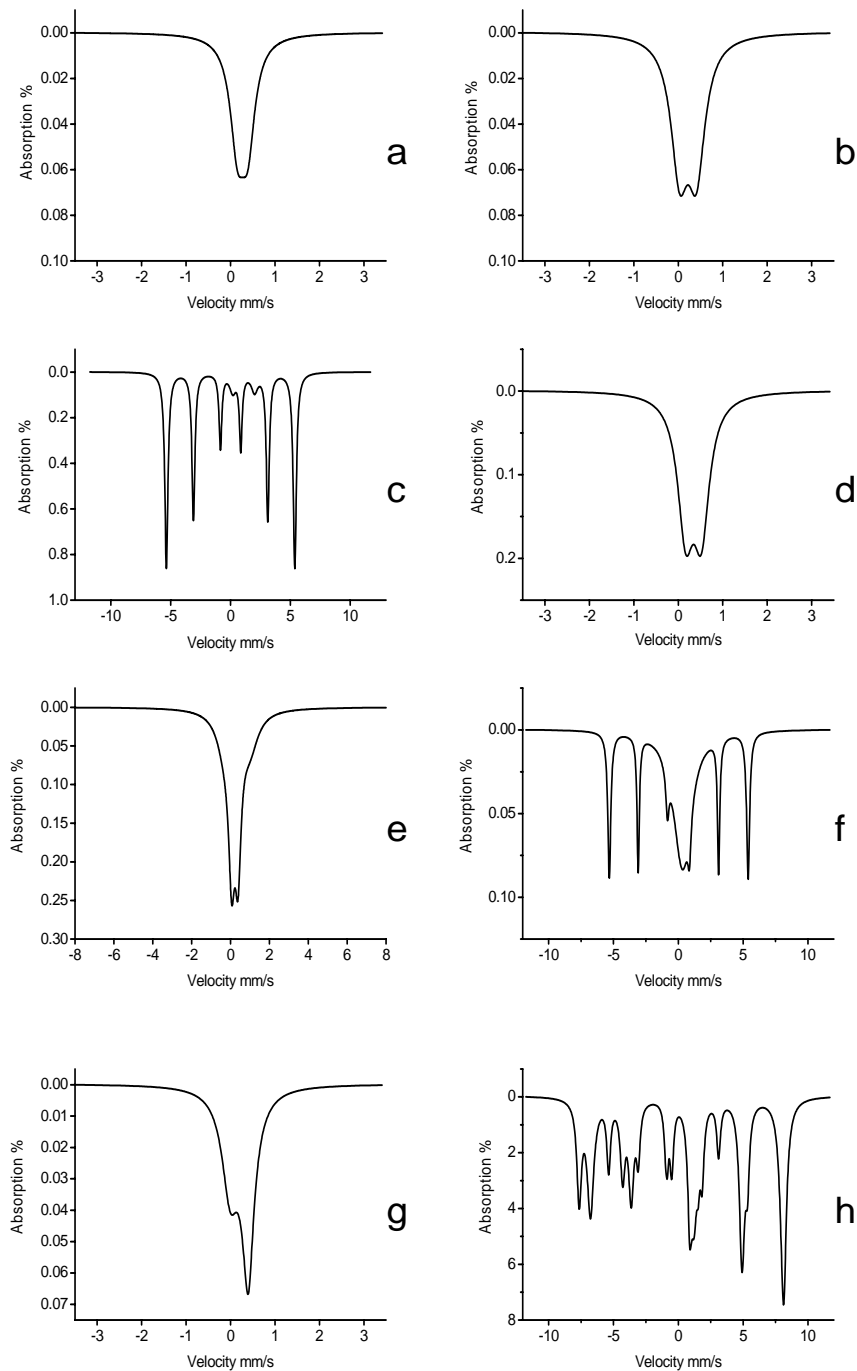 0.00
0.02
0.04
0.06
0.08
0.10
Absorption %
-3 -2 -1 0 1 2 3
Velocity mm/s
a
0.00
0.02
0.04
0.06
0.08
0.10
Absorption %
-3 -2 -1 0 1 2 3
Velocity mm/s
b
0.0
0.2
0.4
0.6
0.8
1.0
Absorption %
-10 -5 0 5 10
Velocity mm/s
c
0.0
0.1
0.2
Absorption %
-3 -2 -1 0 1 2 3
Velocity mm/s
d
0.00
0.05
0.10
0.15
0.20
0.25
0.30
Absorption %
-8 -6 -4 -2 0 2 4 6 8
Velocity mm/s
e
0.00
0.05
0.10
Absorption %
-10 -5 0 5 10
Velocity mm/s
f
0.00
0.01
0.02
0.03
0.04
0.05
0.06
0.07
Absorption %
-3 -2 -1 0 1 2 3
Velocity mm/s
g
0
2
4
6
8
Absorption %
-10 -5 0 5 10
Velocity mm/s
h